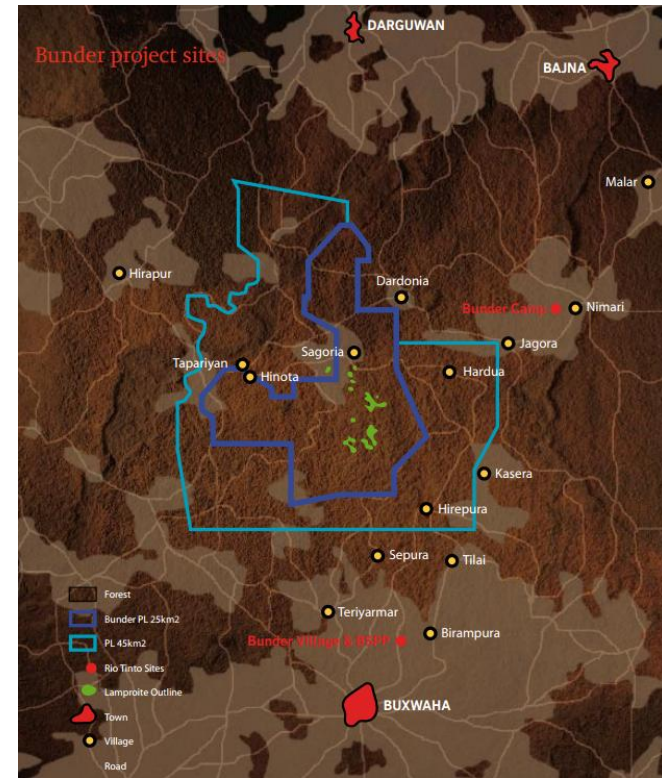 DARGUWAN
Bunder project sites
BAJNA
Malar
Hirapur
Dardonia
Bunder Camp
Nimari
Jagora
Sagoria
Tapariyan
Hinota
Hardua
Kasera
Hirepura
Sepura
Tilai
Forest
Bunder PL 25km2
Teriyarmar
PL 45km2
Bunder Village &
Birampura
Rio Tinto Sites
Lamproite Outline
Town
BUXWAHA
Village
Road